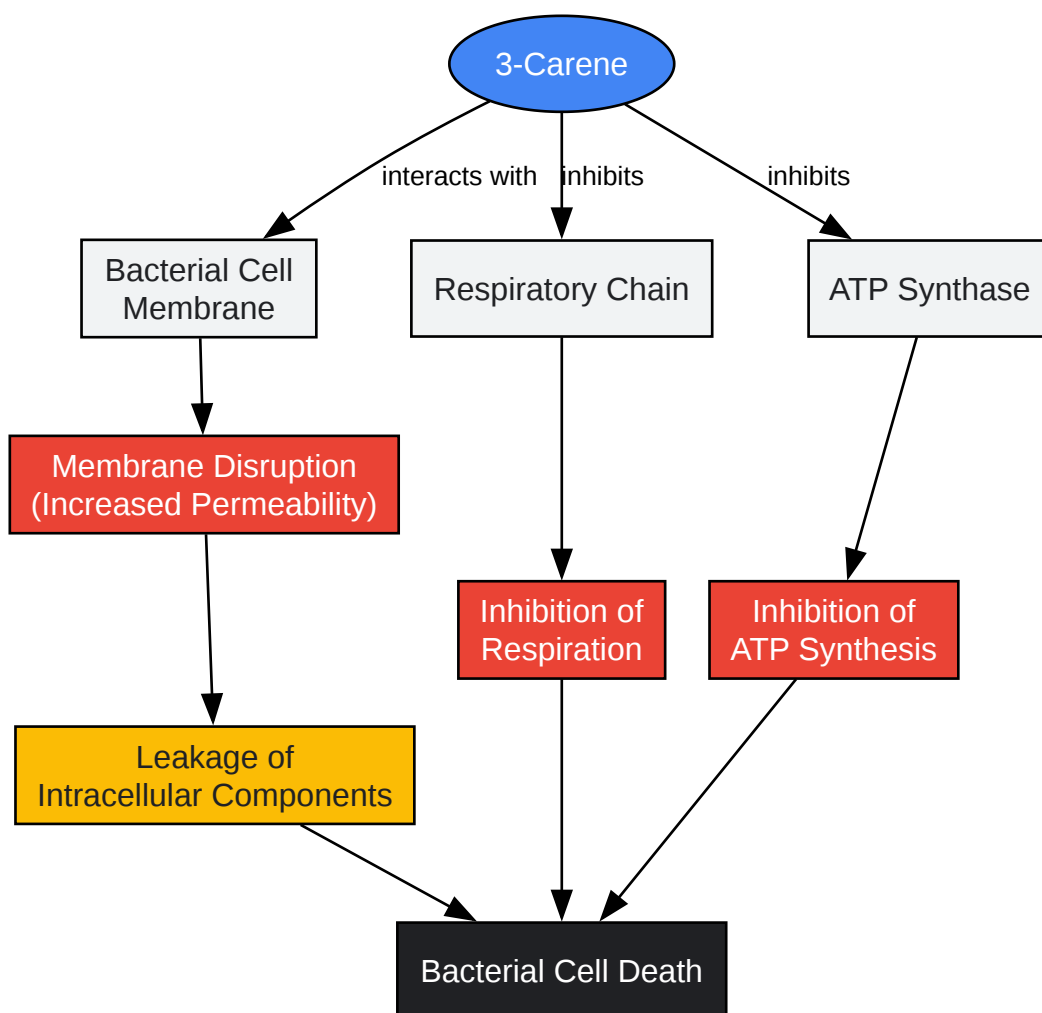 3-Carene
interacts with
inhibits
inhibits
Bacterial Cell
Membrane
Respiratory Chain
ATP Synthase
Membrane Disruption
(Increased Permeability)
Inhibition of
Respiration
Inhibition of
ATP Synthesis
Leakage of
Intracellular Components
Bacterial Cell Death